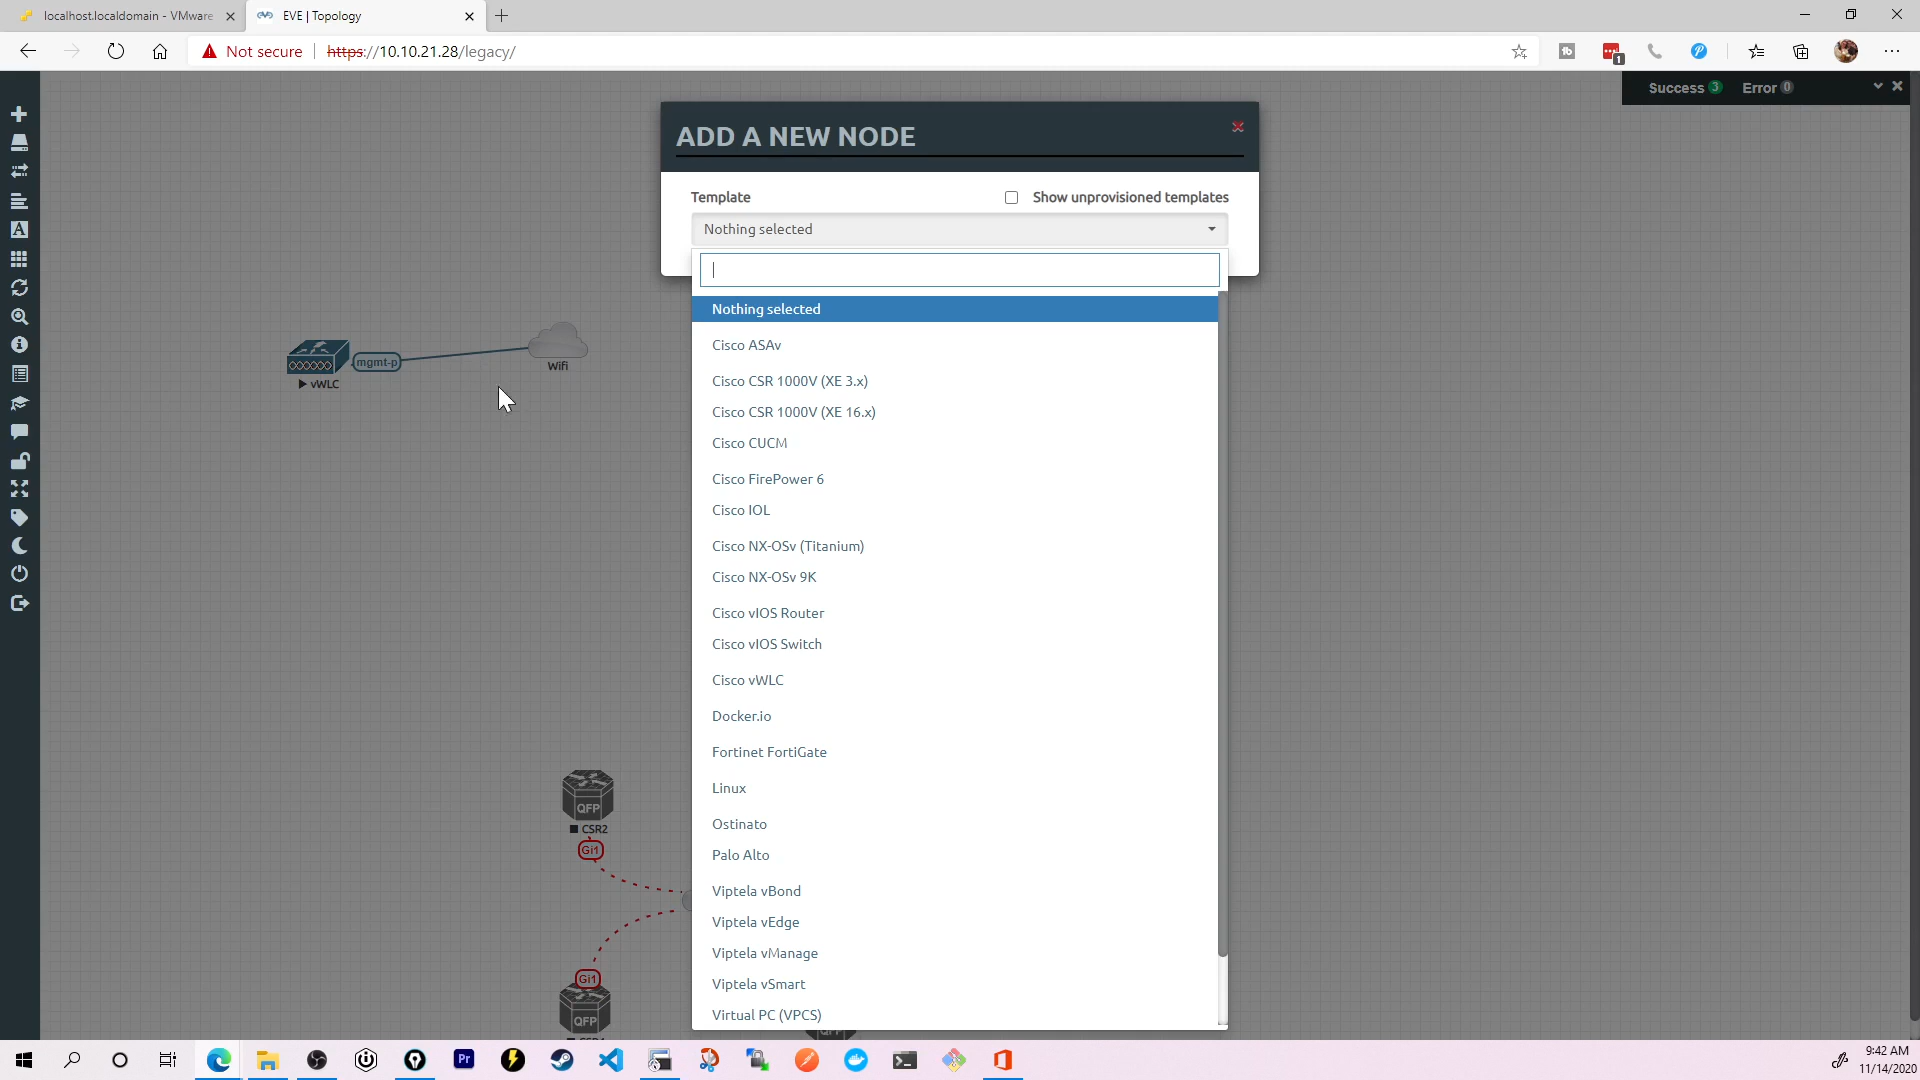 localhost.localdomain - VMware
EVE | Topology
Not secure
https://10.10.21.28/legacy/
1
Success 3 Error 0
ADD A NEW NODE
Template
Show unprovisioned templates
Nothing selected
Nothing selected
Cisco ASAv
Cisco CSR 1000V (XE 3.x)
Cisco CSR 1000V (XE 16.x)
Cisco CUCM
Cisco FirePower 6
Cisco IOL
Cisco NX-OSv (Titanium)
Cisco NX-OSv 9K
Cisco vIOS Router
Cisco vIOS Switch
Cisco vWLC
Docker.io
Fortinet FortiGate
Linux
Ostinato
Palo Alto
Viptela vBond
Viptela vEdge
Viptela vManage
Viptela vSmart
Virtual PC (VPCS)
mgmt-p
vWLC
Wifi
QFP
CSR2
Gi1
Gi1
QFP
A
Pr
9:42 AM
11/14/2020